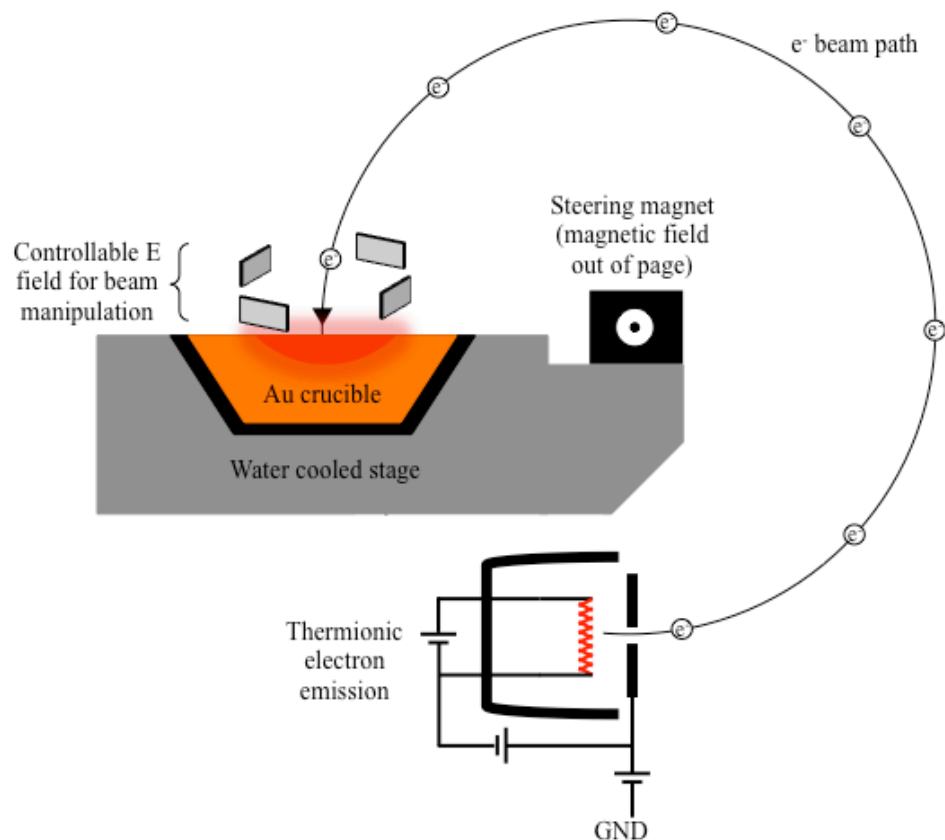 e⁻ beam path
e⁻
e⁻
e⁻
e⁻
e⁻
e⁻
e⁻
Steering magnet
(magnetic field
out of page)
Controllable E
field for beam
manipulation
Au crucible
Water cooled stage
Thermionic
electron
emission
GND